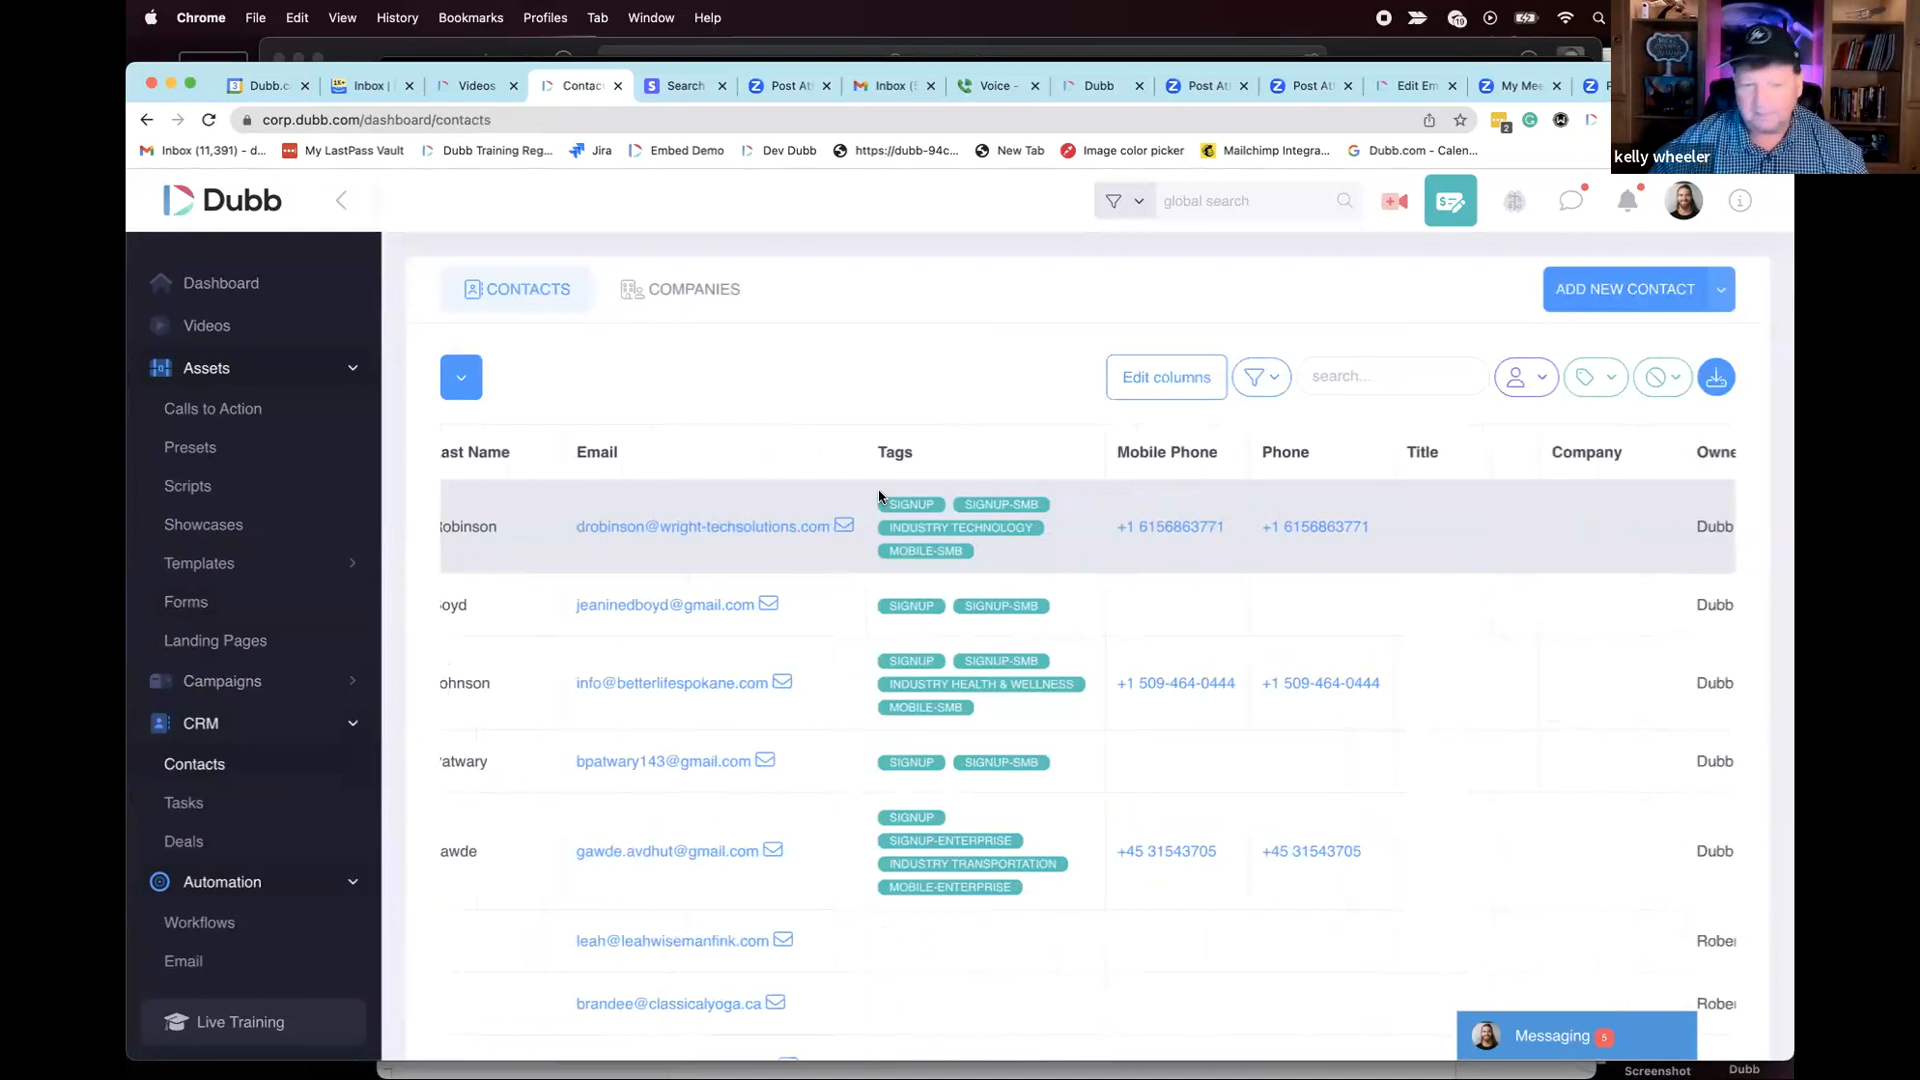 Chrome File Edit View History Bookmarks Profiles Tab Window Help
19
Dubb.c
Inbox |
Videos
Contac
Search
Post At
Inbox (5
Voice -
Dubb
Post At
Post At
Edit Em
My Mee
corp.dubb.com/dashboard/contacts
2
Inbox (11,391) - d...
My LastPass Vault
Dubb Training Reg...
Jira
Embed Demo
Dev Dubb
https://dubb-94c...
New Tab
Image color picker
Mailchimp Integra...
Dubb.com - Calen...
kelly wheeler
Dubb
global search
Dashboard
Videos
Assets
Calls to Action
Presets
Scripts
Showcases
Templates
Forms
Landing Pages
Campaigns
CRM
Contacts
Tasks
Deals
Automation
Workflows
Email
Live Training
CONTACTS
COMPANIES
ADD NEW CONTACT
Edit columns
search...
ast Name Email Tags Mobile Phone Phone Title Company Owne
Robinson drobinson@wright-techsolutions.com SIGNUP SIGNUP-SMB +1 6156863771 +1 6156863771 Dubb
INDUSTRY TECHNOLOGY
MOBILE-SMB
oyd jeaninedboyd@gmail.com SIGNUP SIGNUP-SMB Dubb
ohnson info@betterlifespokane.com SIGNUP SIGNUP-SMB +1 509-464-0444 +1 509-464-0444 Dubb
INDUSTRY HEALTH & WELLNESS
MOBILE-SMB
atwary bpatwary143@gmail.com SIGNUP SIGNUP-SMB Dubb
awde gawde.avdhut@gmail.com SIGNUP +45 31543705 +45 31543705 Dubb
SIGNUP-ENTERPRISE
INDUSTRY TRANSPORTATION
MOBILE-ENTERPRISE
leah@leahwisemanfink.com Rober
brandee@classicalyoga.ca Rober
Messaging 5
Screenshot
Dubb